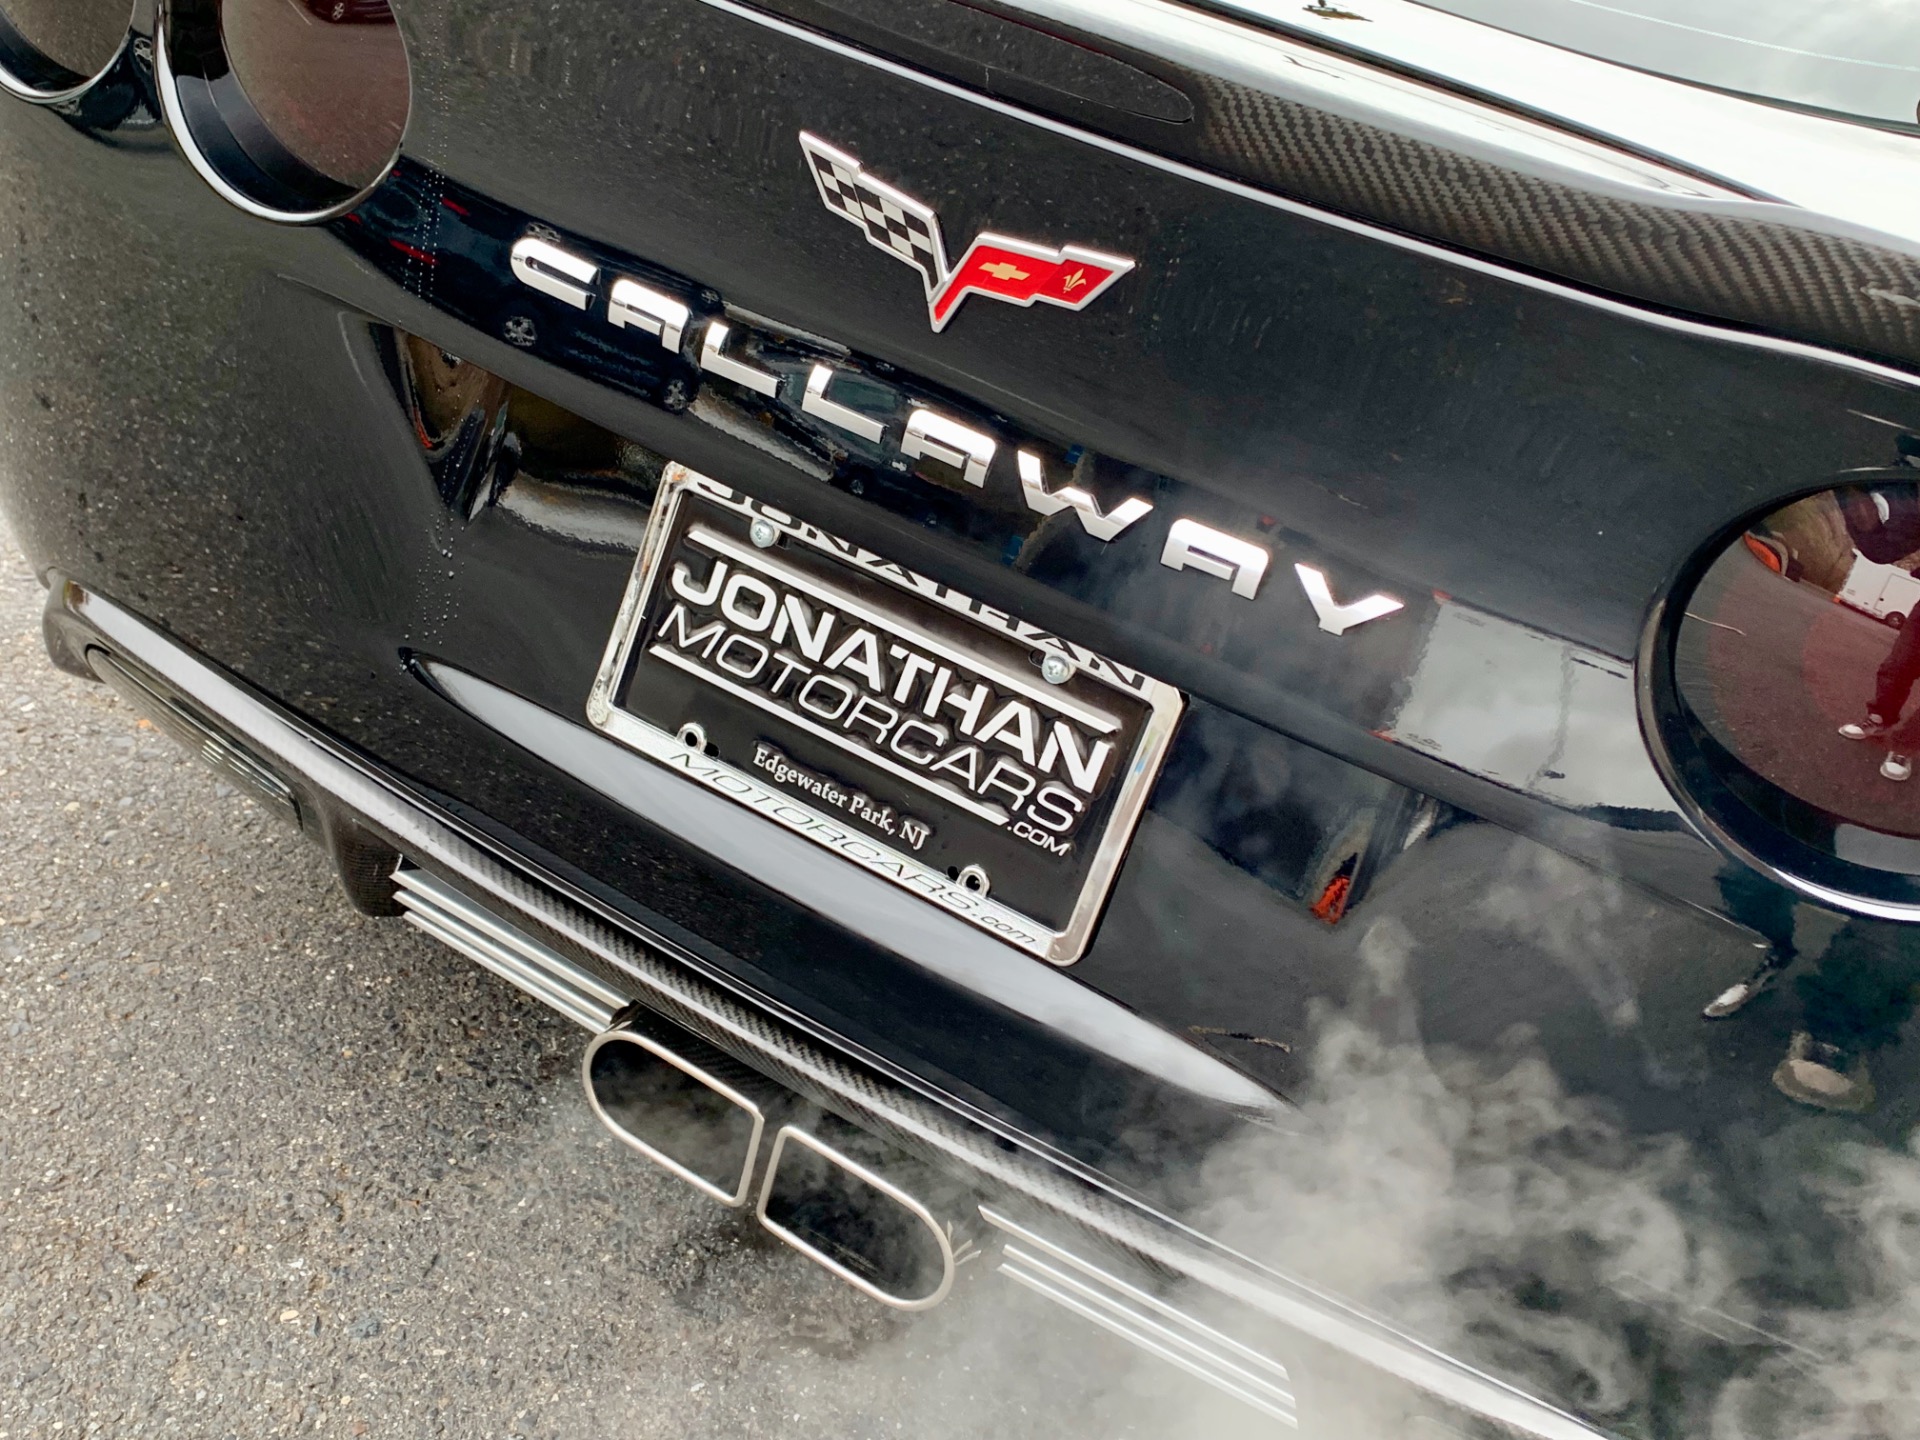 CALLAWAY
JONATHAN
JONATHAN
MOTORCARS
.COM
Edgewater Park, NJ
MOTORCARS.com